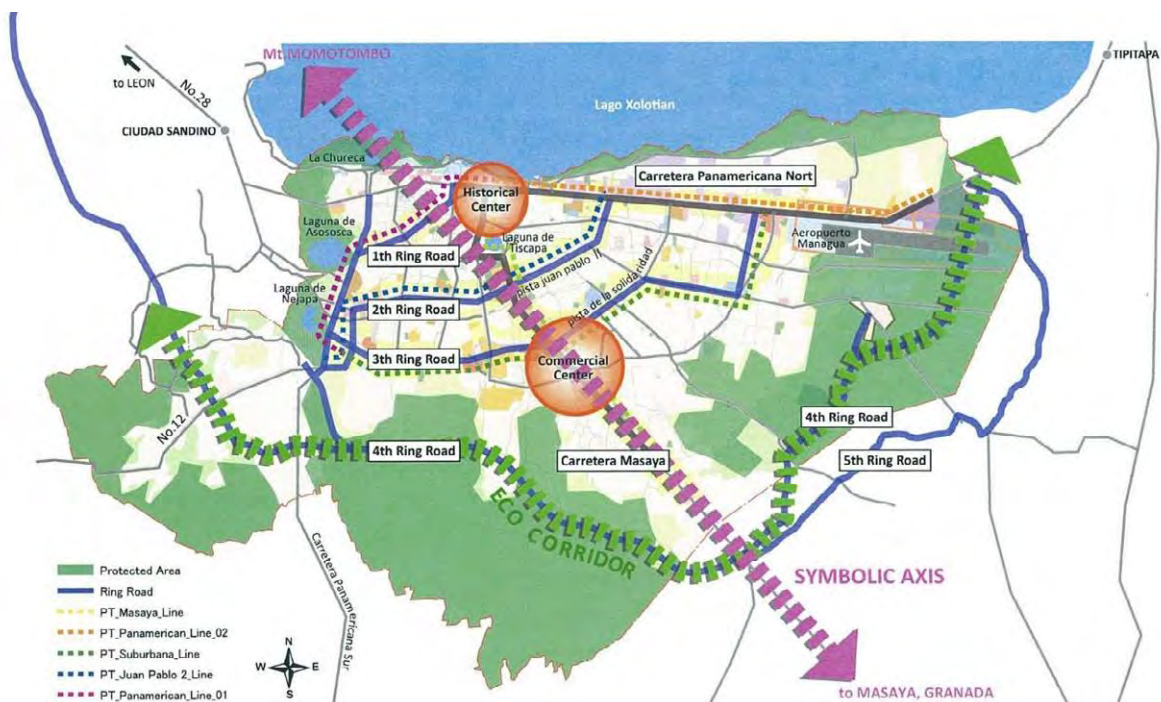 Mt.MOMOTOMBO
TIPITAPA
to LEON
No.28
Lago Xolotlan
CIUDAD SANDINO
La Chureca
Carretera Panamericana Nort
Historical
Center
Laguna de
Asososca
Laguna de
Tiscapa
Aeropuerto
Managua
1th Ring Road
pista juan pablo II
pista de la solidaridad
Laguna de
Nejapa
2th Ring Road
3th Ring Road
Commercial
Center
No.12
4th Ring Road
4th Ring Road
Carretera Masaya
5th Ring Road
ECO CORRIDOR
Carretera Panamericana Sur
SYMBOLIC AXIS
Protected Area
Ring Road
PT_Masaya_Line
PT_Panamerican_Line_02
PT_Suburbana_Line
PT_Juan Pablo 2_Line
PT_Panamerican_Line_01
N
W E
S
to MASAYA, GRANADA